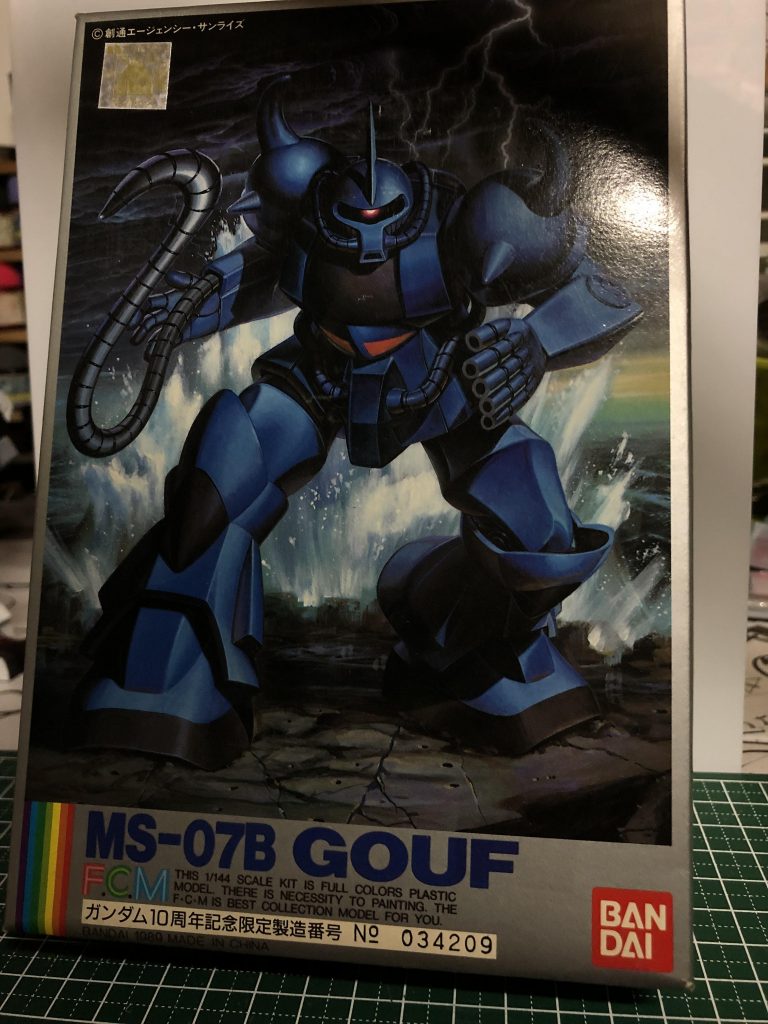 ©創通エージェンシー・サンライズ
MS-07B GOUF
F.C.M
THIS 1/144 SCALE KIT IS FULL COLORS PLASTIC
MODEL. THERE IS NECESSITY TO PAINTING. THE
F·C·M IS BEST COLLECTION MODEL FOR YOU.
ガンダム10周年記念限定製造番号 № 034209
BANDAI 1989 MADE IN CHINA
BAN
DAI